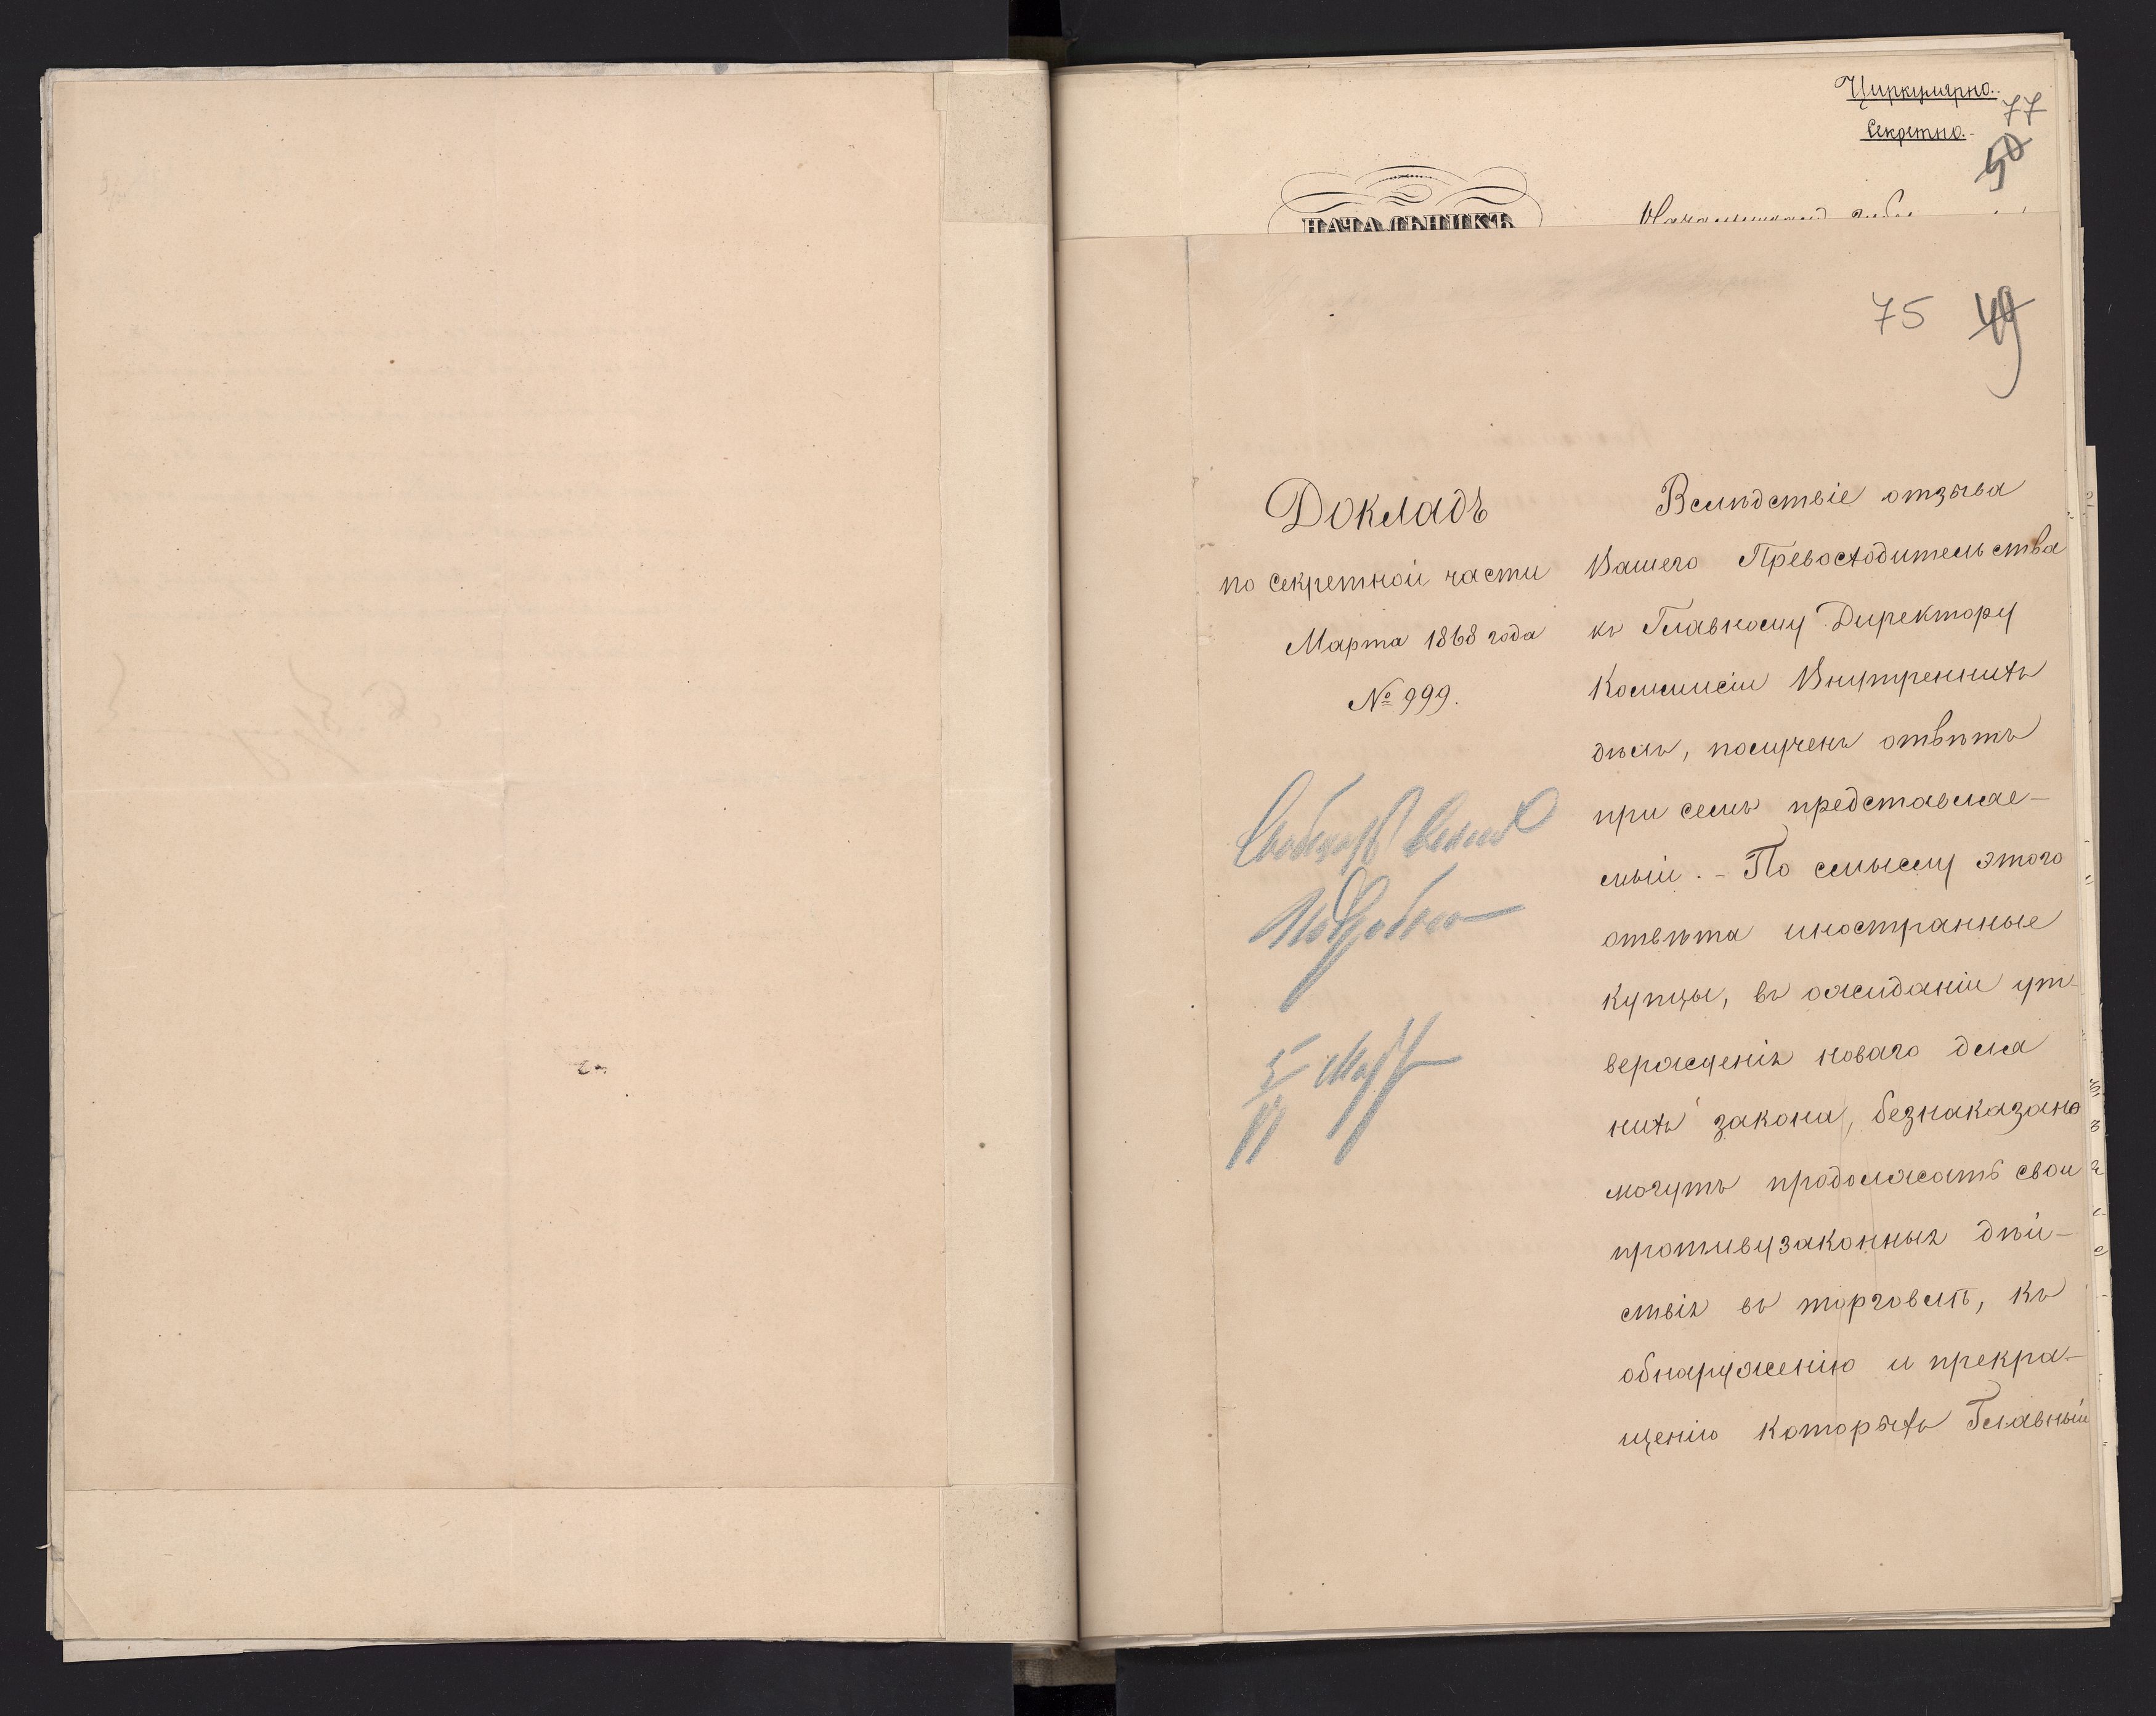 Циркулярно.
77
Секретно.
50
НАЧАЛЬНИКЪ
75 49
Докладъ
по секретной части
Марта 1868 года
№ 999.
Вслѣдствіе отзыва
Вашего Превосходительства
къ Главному Директору
Коммисіи Внутреннихъ
дѣлъ, полученъ отвѣтъ
при семъ представляе-
мый. - По смыслу этого
отвѣта иностранные
купцы, въ ожиданіи ут-
вержденія новаго для
нихъ закона, безнаказано
могутъ продолжать свои
противузаконныя дѣй-
ствія въ торговлѣ, къ
обнаруженію и прекра-
щенію которыхъ Главный